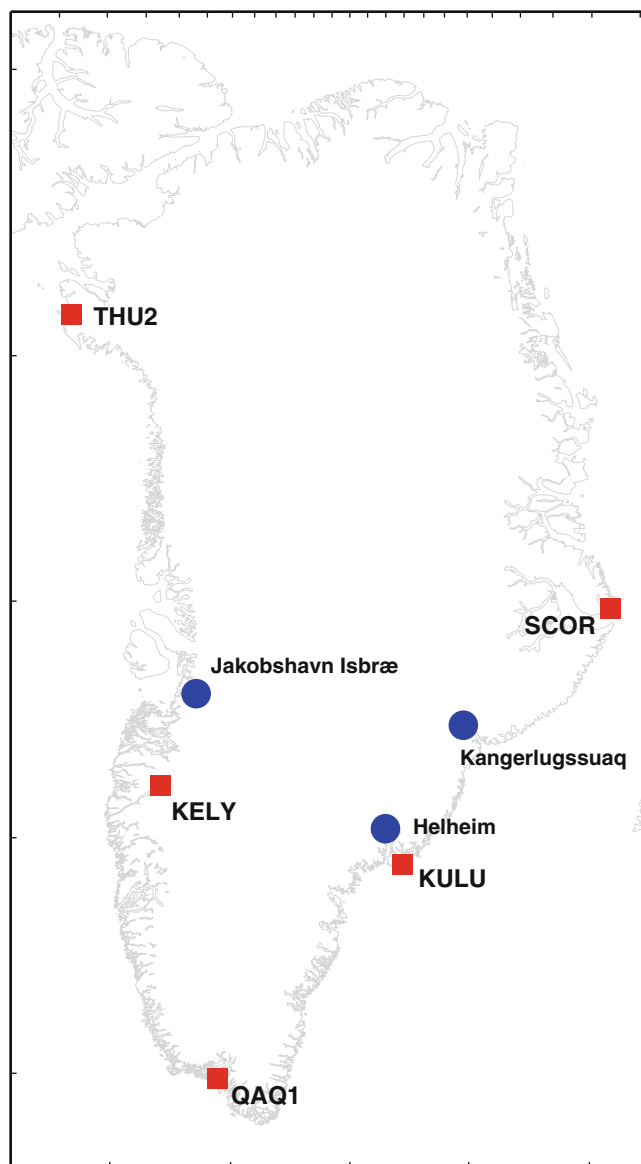 THU2
SCOR
Jakobshavn Isbræ
Kangerlugssuaq
KELY
Helheim
KULU
QAQ1